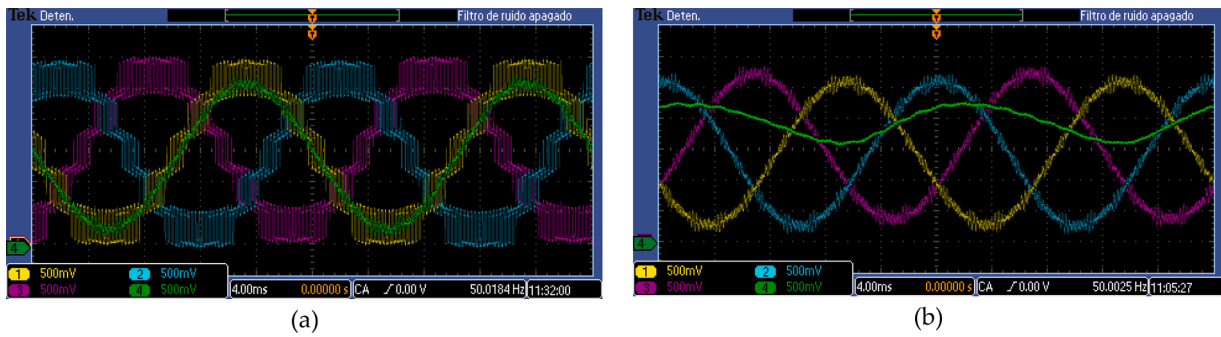 Tek Deten. Filtro de ruido apagado
4
1 500mV 2 500mV
3 500mV 4 500mV
4.00ms 0.00000 s CA 0.00 V 50.0184 Hz 11:32:00
(a)
Tek Deten. Filtro de ruido apagado
4
1 500mV 2 500mV
3 500mV 4 500mV
4.00ms 0.00000 s CA 0.00 V 50.0025 Hz 11:05:27
(b)